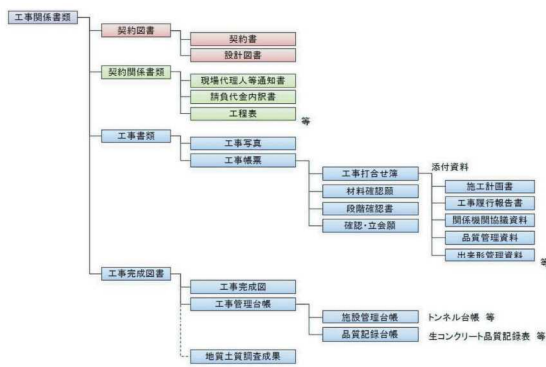 工事関係書類
契約図書
契約書
設計図書
契約関係書類
現場代理人等通知書
請負代金内訳書
工程表
等
工事書類
工事写真
工事帳票
工事打合せ簿
添付資料
施工計画書
材料確認願
工事履行報告書
段階確認書
関係機関協議資料
確認・立会願
品質管理資料
出来形管理資料
等
工事完成図書
工事完成図
工事管理台帳
施設管理台帳
トンネル台帳 等
品質記録台帳
生コンクリート品質記録表 等
地質土質調査成果